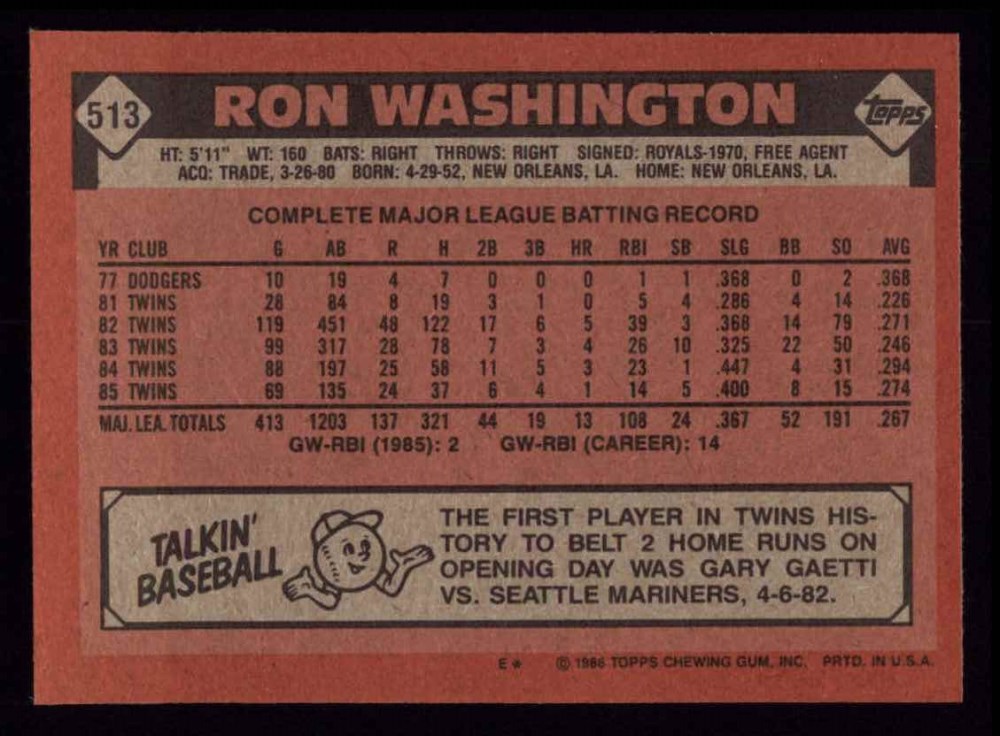 513 RON WASHINGTON Topps
HT: 5'11" WT: 160 BATS: RIGHT THROWS: RIGHT SIGNED: ROYALS-1970, FREE AGENT
ACQ: TRADE, 3-26-80 BORN: 4-29-52, NEW ORLEANS, LA. HOME: NEW ORLEANS, LA.
COMPLETE MAJOR LEAGUE BATTING RECORD
YR CLUB G AB R H 2B 3B HR RBI SB SLG BB SO AVG
77 DODGERS 10 19 4 7 0 0 0 1 1 .368 0 2 .368
81 TWINS 28 84 8 19 3 1 0 5 4 .286 4 14 .226
82 TWINS 119 451 48 122 17 6 5 39 3 .368 14 79 .271
83 TWINS 99 317 28 78 7 3 4 26 10 .325 22 50 .246
84 TWINS 88 197 25 58 11 5 3 23 1 .447 4 31 .294
85 TWINS 69 135 24 37 6 4 1 14 5 .400 8 15 .274
MAJ. LEA. TOTALS 413 1203 137 321 44 19 13 108 24 .367 52 191 .267
GW-RBI (1985): 2 GW-RBI (CAREER): 14
TALKIN'
BASEBALL
THE FIRST PLAYER IN TWINS HIS-
TORY TO BELT 2 HOME RUNS ON
OPENING DAY WAS GARY GAETTI
VS. SEATTLE MARINERS, 4-6-82.
E* © 1986 TOPPS CHEWING GUM, INC. PRTD. IN U.S.A.